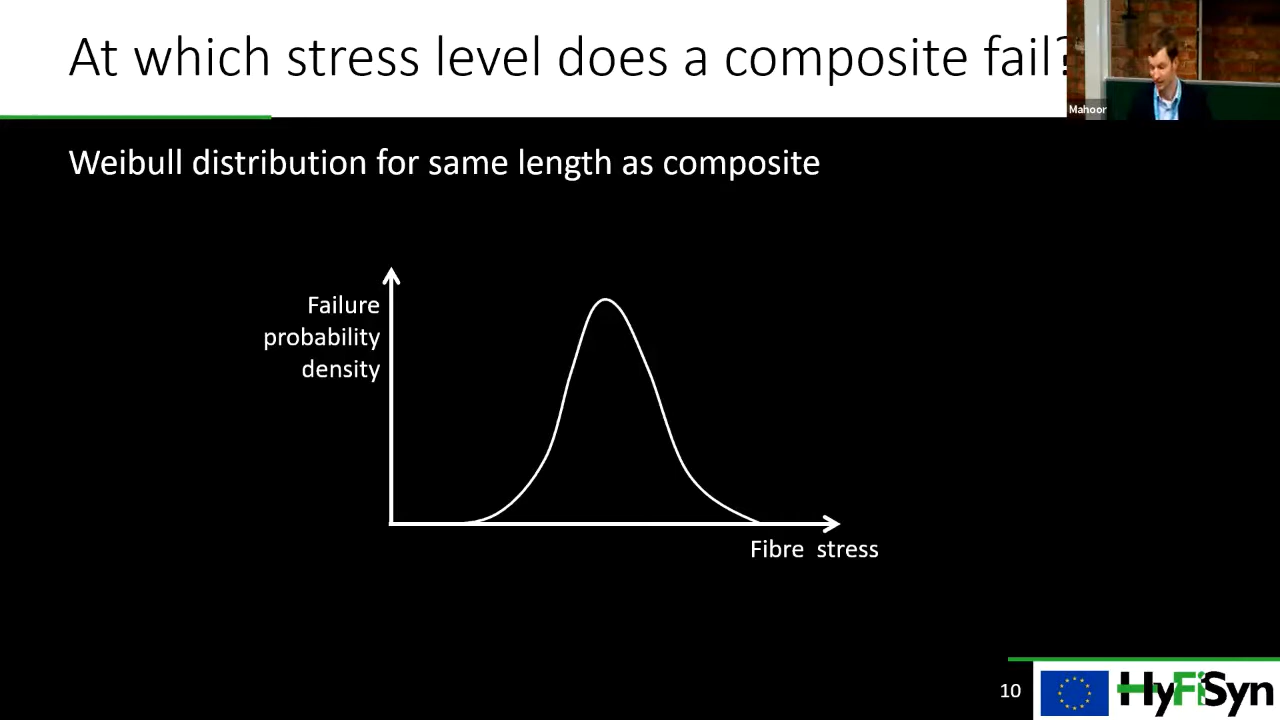 At which stress level does a composite fail?
Mahoor
Weibull distribution for same length as composite
Failure
probability
density
Fibre stress
10
HyFiSyn